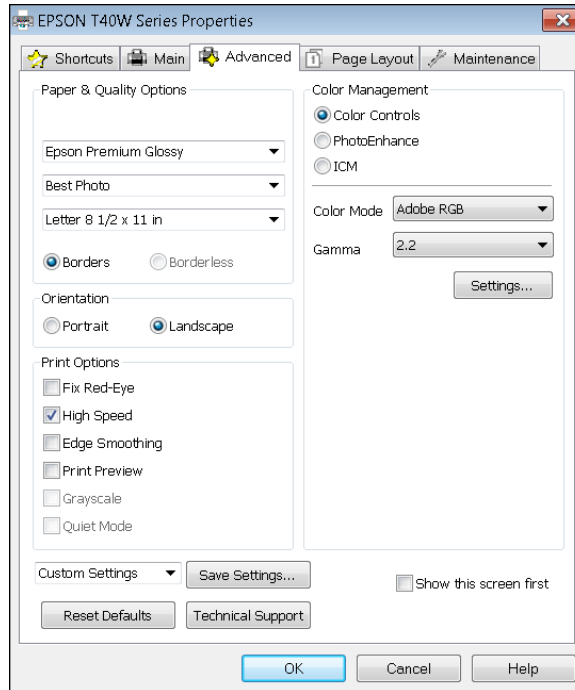 EPSON T40W Series Properties
Shortcuts
Main
Advanced
1
Page Layout
Maintenance
Paper & Quality Options
Epson Premium Glossy
Best Photo
Letter 8 1/2 x 11 in
Borders
Borderless
Orientation
Portrait
Landscape
Print Options
Fix Red-Eye
High Speed
Edge Smoothing
Print Preview
Grayscale
Quiet Mode
Color Management
Color Controls
PhotoEnhance
ICM
Color Mode
Adobe RGB
Gamma
2.2
Settings...
Custom Settings
Save Settings...
Show this screen first
Reset Defaults
Technical Support
OK
Cancel
Help